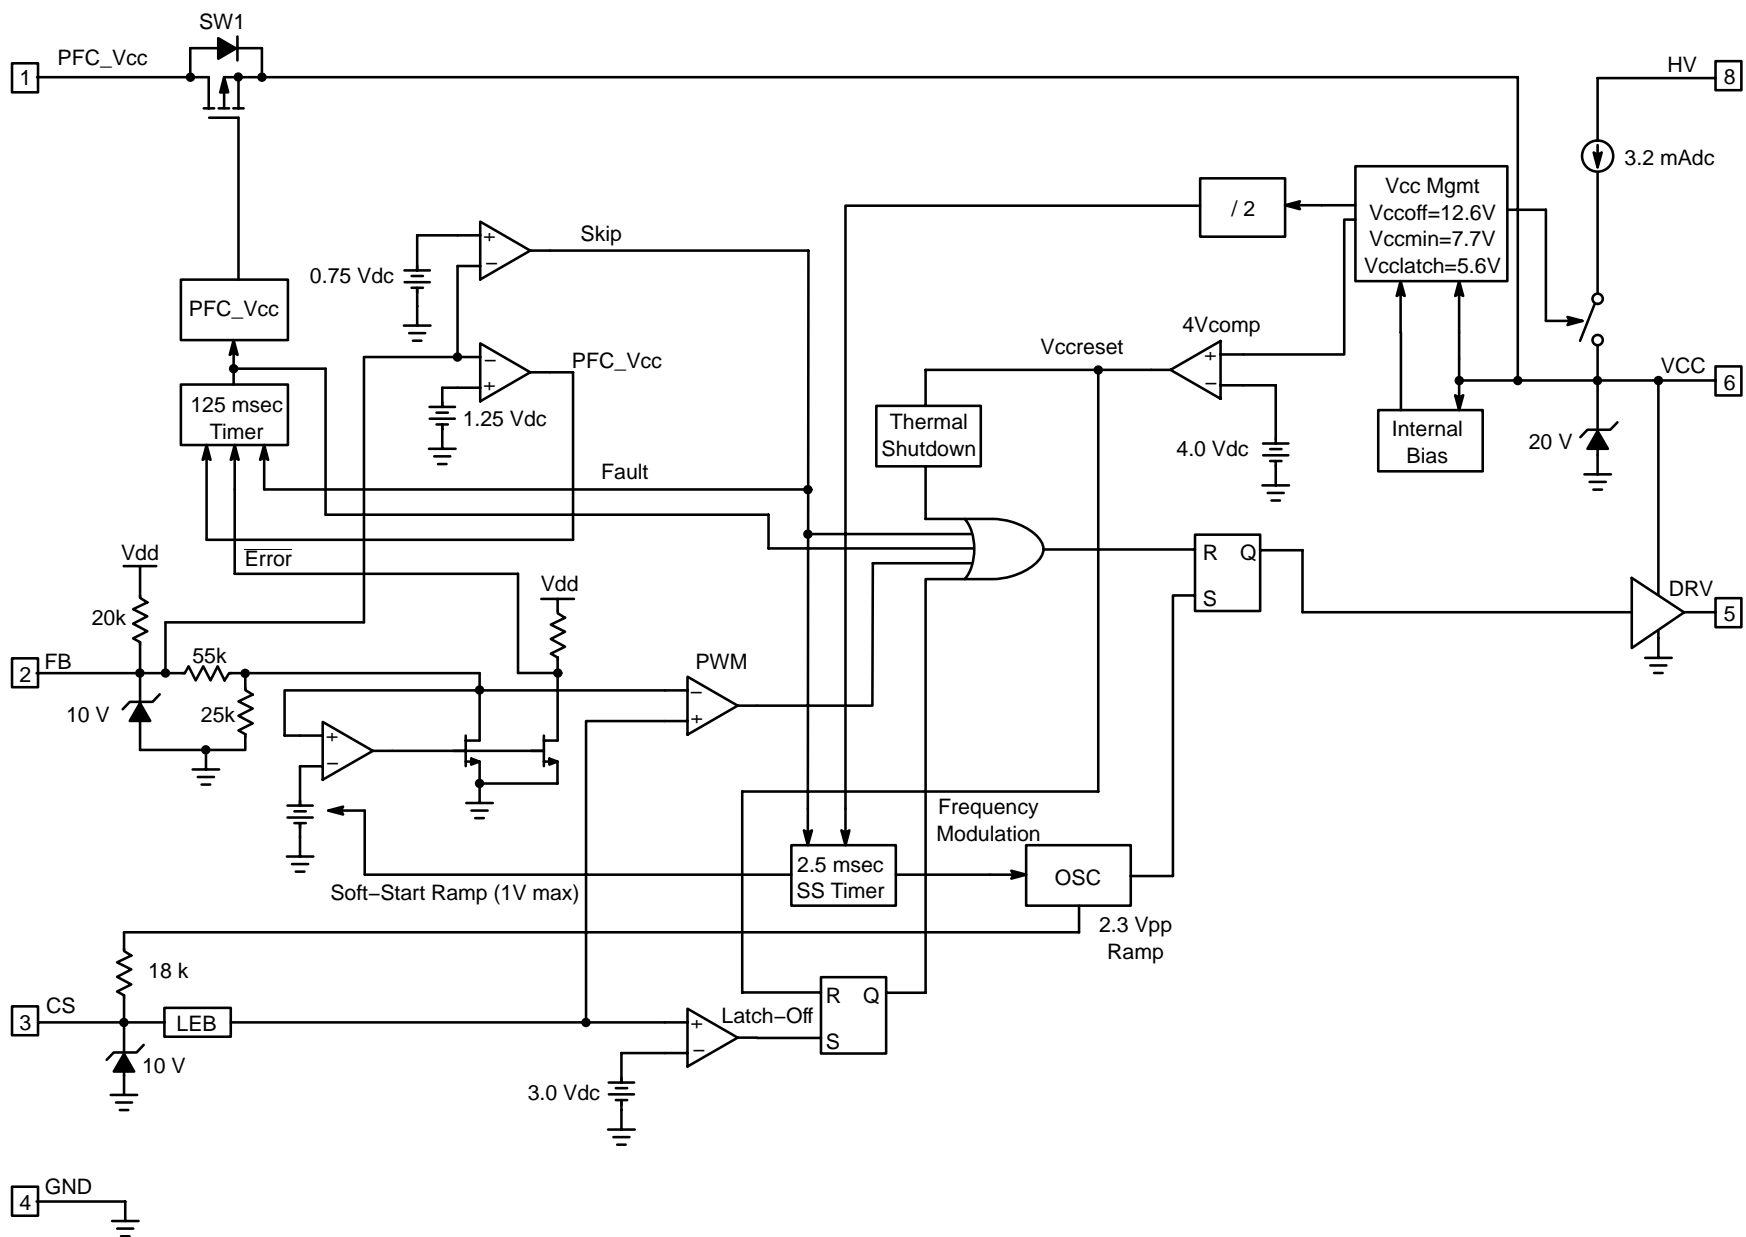 SW1
PFC_Vcc
1
HV
8
3.2 mAdc
Vcc Mgmt
Vccoff=12.6V
Vccmin=7.7V
Vcclatch=5.6V
/ 2
Skip
+
−
0.75 Vdc
PFC_Vcc
4Vcomp
Vccreset
+
−
−
+
PFC_Vcc
1.25 Vdc
VCC
6
125 msec
Timer
Thermal
Shutdown
4.0 Vdc
Internal
Bias
20 V
Fault
Vdd
Error
Vdd
R Q
S
DRV
5
20k
2
FB
55k
PWM
−
+
10 V
25k
+
−
Frequency
Modulation
2.5 msec
SS Timer
OSC
Soft−Start Ramp (1V max)
2.3 Vpp
Ramp
18 k
3
CS
LEB
+
−
Latch−Off
R Q
S
10 V
3.0 Vdc
4
GND